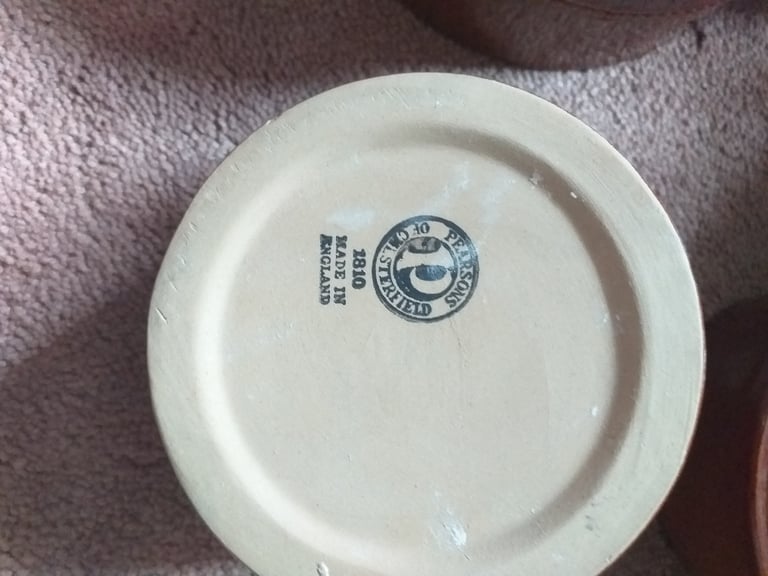 PEARSONS
OF CHESTERFIELD
P
1810
MADE IN
ENGLAND